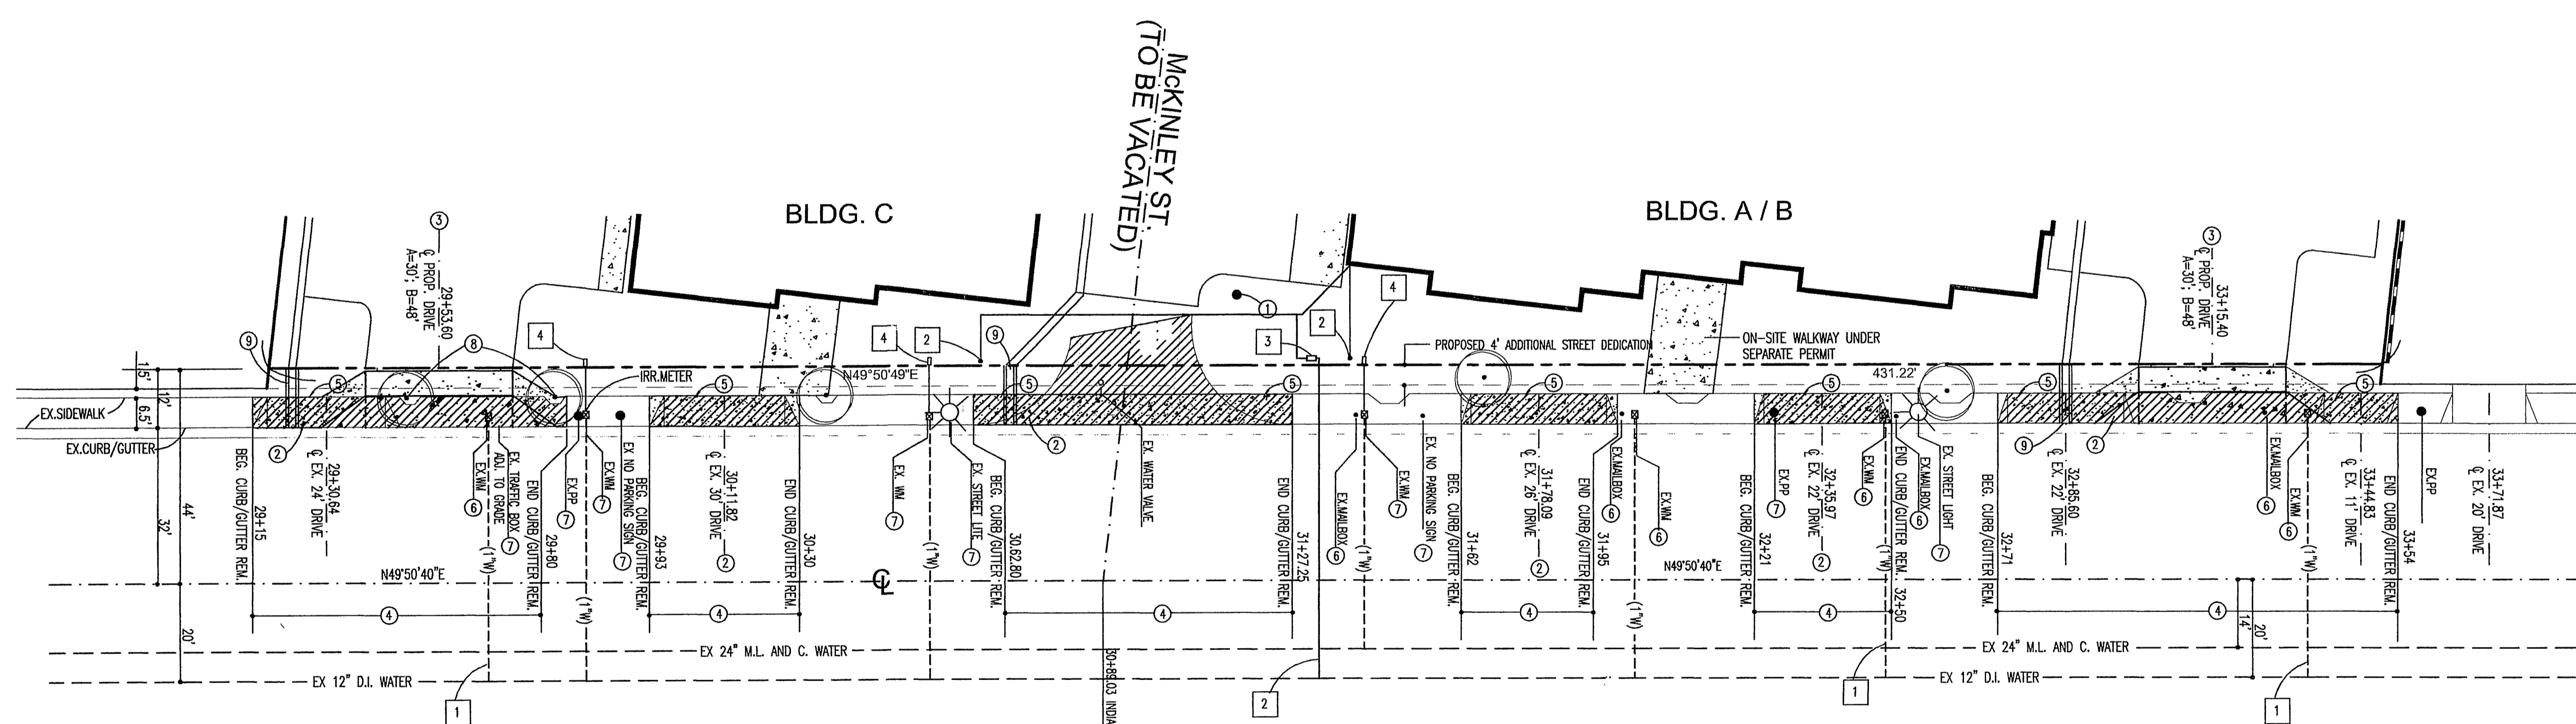 McKINLEY ST.
(TO BE VACATED)
BLDG. C
BLDG. A / B
3
29+53.60
℄ PROP. DRIVE
A=30'; B=48'
3
33+15.40
℄ PROP. DRIVE
A=30'; B=48'
1
4
9
8
4
2
9
3
2
4
PROPOSED 4' ADDITIONAL STREET DEDICATION
ON-SITE WALKWAY UNDER
SEPARATE PERMIT
IRR.METER
N49°50'49"E
431.22'
1.5'
12'
6.5'
5
5
5
5
5
5
5
5
EX.SIDEWALK
EX.CURB/GUTTER
2
2
9
2
BEG. CURB/GUTTER REM.
29+15
29+30.64
℄ EX. 24' DRIVE
EX.WM
6
EX. TRAFFIC BOX
ADJ. TO GRADE
7
END CURB/GUTTER REM.
29+80
EX.PP
7
EX.WM
7
EX NO
PARKING SIGN
7
BEG. CURB/GUTTER REM.
29+93
30+11.82
℄ EX. 30' DRIVE
2
END CURB/GUTTER REM.
30+30
EX. WM
7
EX. STREET LITE
7
BEG. CURB/GUTTER REM.
30.62.80
EX. WATER VALVE
END CURB/GUTTER REM.
31+27.25
EX.MAILBOX
6
EX.WM
7
EX. NO PARKING SIGN
7
BEG. CURB/GUTTER REM.
31+62
31+78.09
℄ EX. 26' DRIVE
2
END CURB/GUTTER REM.
31+95
EX.MAILBOX
6
EX.WM
6
BEG. CURB/GUTTER REM.
32+21
EX.PP
7
32+35.97
℄ EX. 22' DRIVE
2
EX.WM
6
END CURB/GUTTER REM. 32+50
EX.MAILBOX
6
EX. STREET LIGHT
7
BEG. CURB/GUTTER REM.
32+71
32+85.60
℄ EX. 22' DRIVE
EX.MAILBOX
6
EX.WM
6
33+44.83
℄ EX. 11' DRIVE
END CURB/GUTTER REM.
33+54
EX.PP
33+71.87
℄ EX. 20' DRIVE
44'
32'
20'
(1"W)
(1"W)
(1"W)
(1"W)
(1"W)
(1"W)
(1"W)
N49°50'40"E
℄
N49°50'40"E
4
4
4
4
4
4
14'
20'
EX 24" M.L. AND C. WATER
EX 24" M.L. AND C. WATER
EX 12" D.I. WATER
EX 12" D.I. WATER
1
30+89.03 INDIA
2
1
1